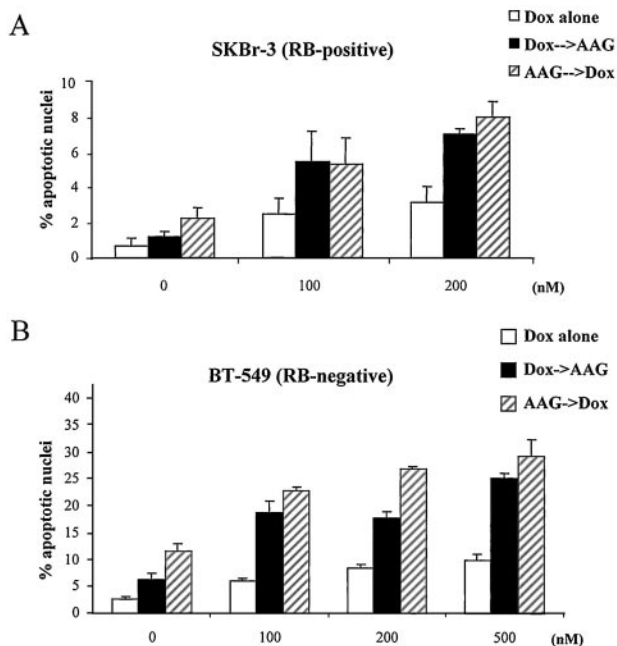 A
SKBr-3 (RB-positive)
Dox alone
Dox-->AAG
AAG-->Dox
% apoptotic nuclei
10
8
6
4
2
0
0 100 200 (nM)
B
BT-549 (RB-negative)
Dox alone
Dox->AAG
AAG->Dox
% apoptotic nuclei
40
35
30
25
20
15
10
5
0
0 100 200 500 (nM)